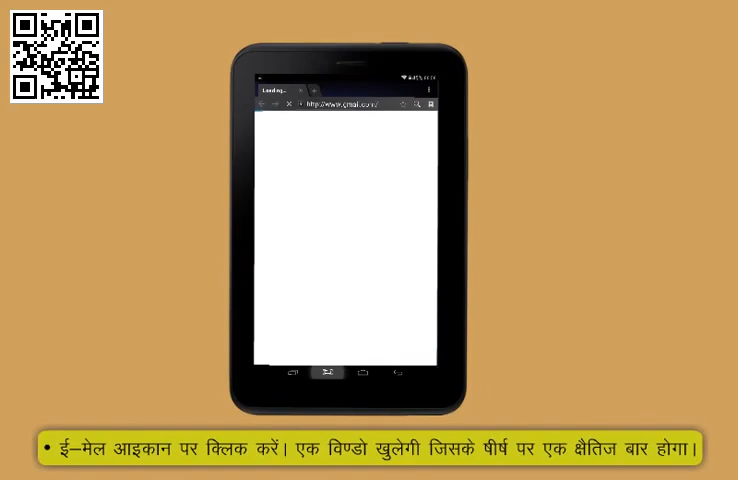 Loading...
http://www.gmail.com/
• ई–मेल आइकान पर क्लिक करें। एक विण्डो खुलेगी जिसके षीर्ष पर एक क्षैतिज बार होगा।